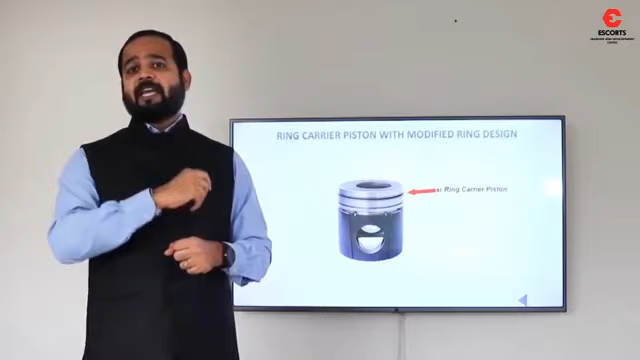 ESCORTS
RING CARRIER PISTON WITH MODIFIED RING DESIGN
Ring Carrier Piston